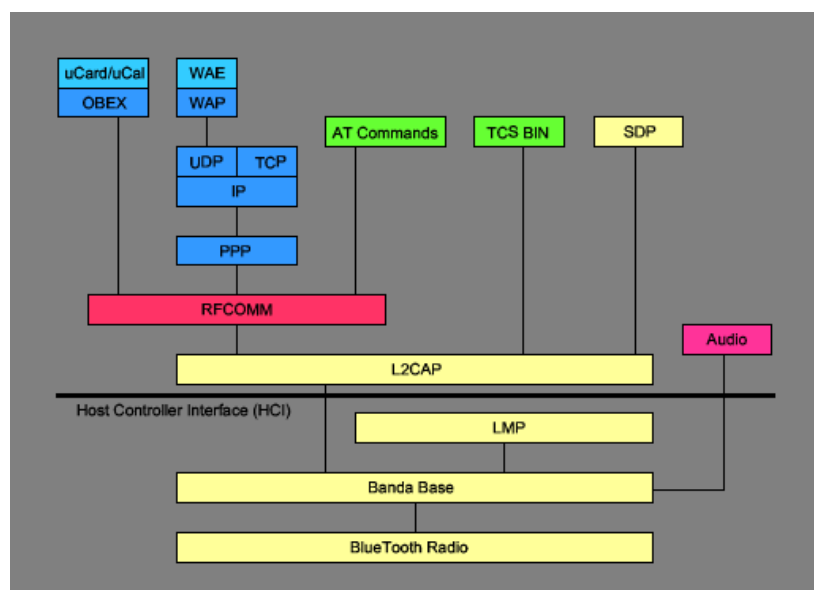 uCard/uCal
WAE
OBEX
WAP
AT Commands
TCS BIN
SDP
UDP
TCP
IP
PPP
RFCOMM
Audio
L2CAP
Host Controller Interface (HCI)
LMP
Banda Base
BlueTooth Radio